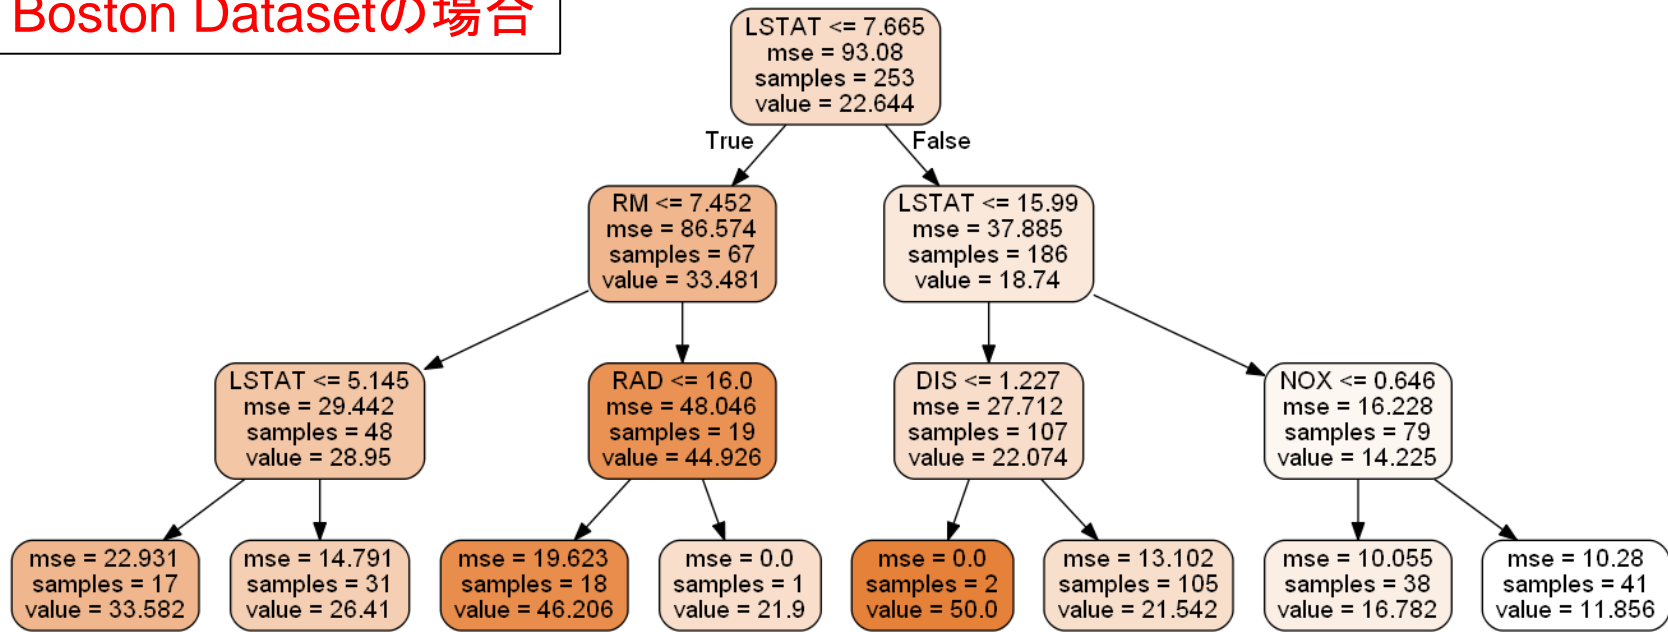 Boston Datasetの場合
LSTAT <= 7.665
mse = 93.08
samples = 253
value = 22.644
True
False
RM <= 7.452
mse = 86.574
samples = 67
value = 33.481
LSTAT <= 15.99
mse = 37.885
samples = 186
value = 18.74
LSTAT <= 5.145
mse = 29.442
samples = 48
value = 28.95
RAD <= 16.0
mse = 48.046
samples = 19
value = 44.926
DIS <= 1.227
mse = 27.712
samples = 107
value = 22.074
NOX <= 0.646
mse = 16.228
samples = 79
value = 14.225
mse = 22.931
samples = 17
value = 33.582
mse = 14.791
samples = 31
value = 26.41
mse = 19.623
samples = 18
value = 46.206
mse = 0.0
samples = 1
value = 21.9
mse = 0.0
samples = 2
value = 50.0
mse = 13.102
samples = 105
value = 21.542
mse = 10.055
samples = 38
value = 16.782
mse = 10.28
samples = 41
value = 11.856